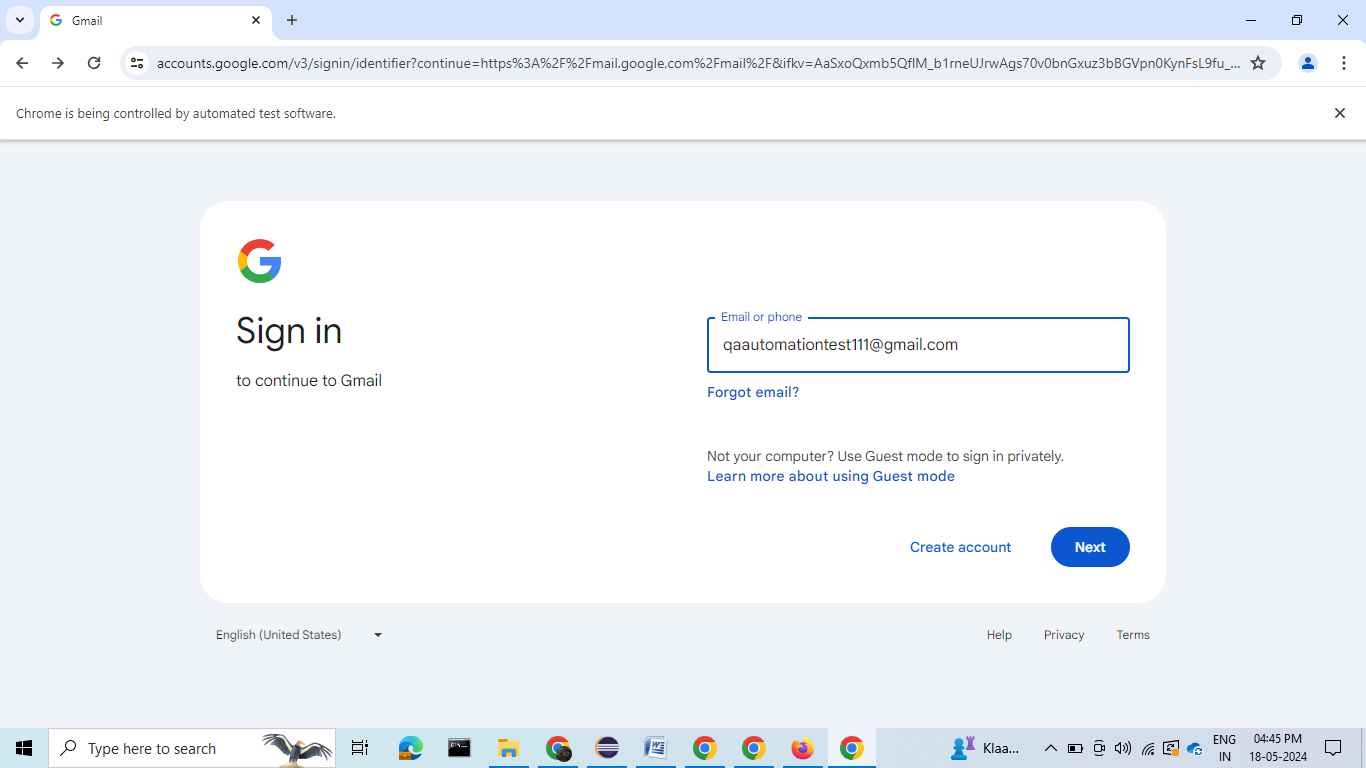 Gmail
accounts.google.com/v3/signin/identifier?continue=https%3A%2F%2Fmail.google.com%2Fmail%2F&ifkv=AaSxoQxmb5QflM_b1rneUJrwAgs70v0bnGxuz3bBGVpn0KynFsL9fu_...
Chrome is being controlled by automated test software.
Sign in
to continue to Gmail
Email or phone
qaautomationtest111@gmail.com
Forgot email?
Not your computer? Use Guest mode to sign in privately.
Learn more about using Guest mode
Create account
Next
English (United States)
Help
Privacy
Terms
Type here to search
Klaa...
ENG
IN
04:45 PM
18-05-2024